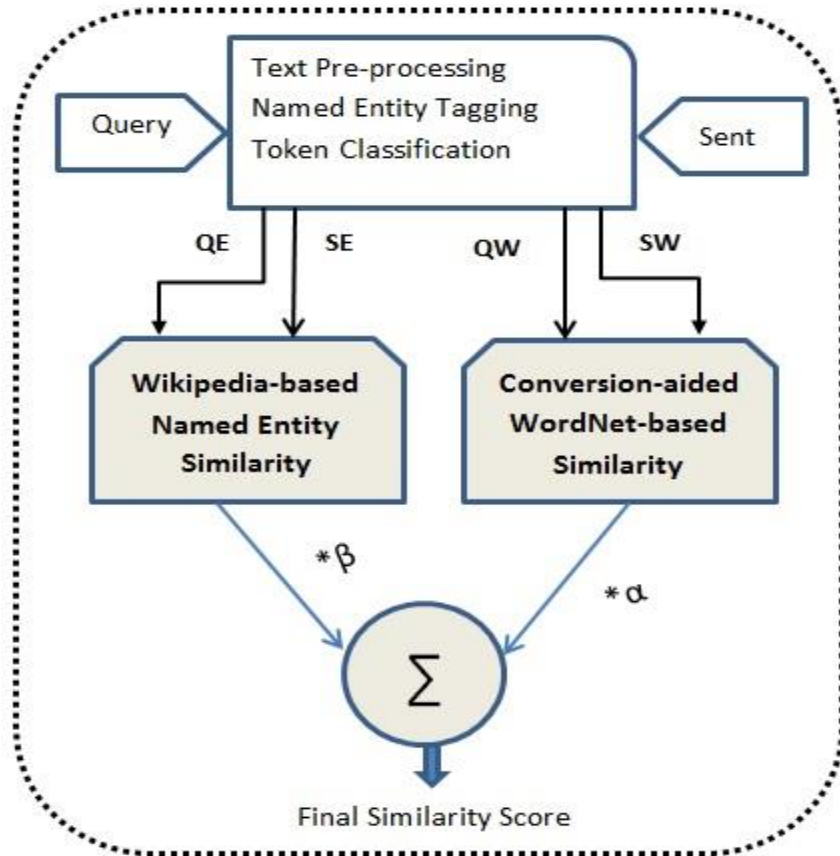 Text Pre-processing
Named Entity Tagging
Token Classification
Query
Sent
QE
SE
QW
SW
Wikipedia-based
Named Entity
Similarity
Conversion-aided
WordNet-based
Similarity
*β
*α
∑
Final Similarity Score